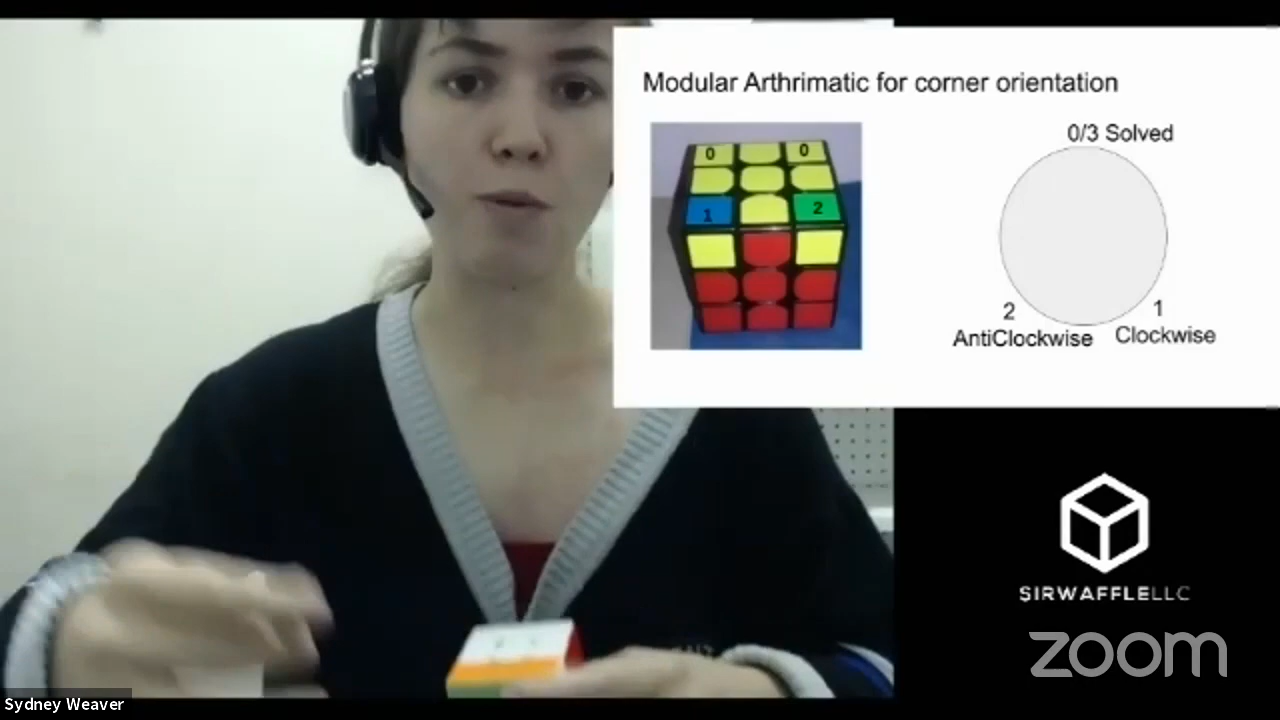 Modular Arthrimatic for corner orientation
0/3 Solved
0 0
1 2
2
AntiClockwise
1
Clockwise
SIRWAFFLELLC
zoom
Sydney Weaver